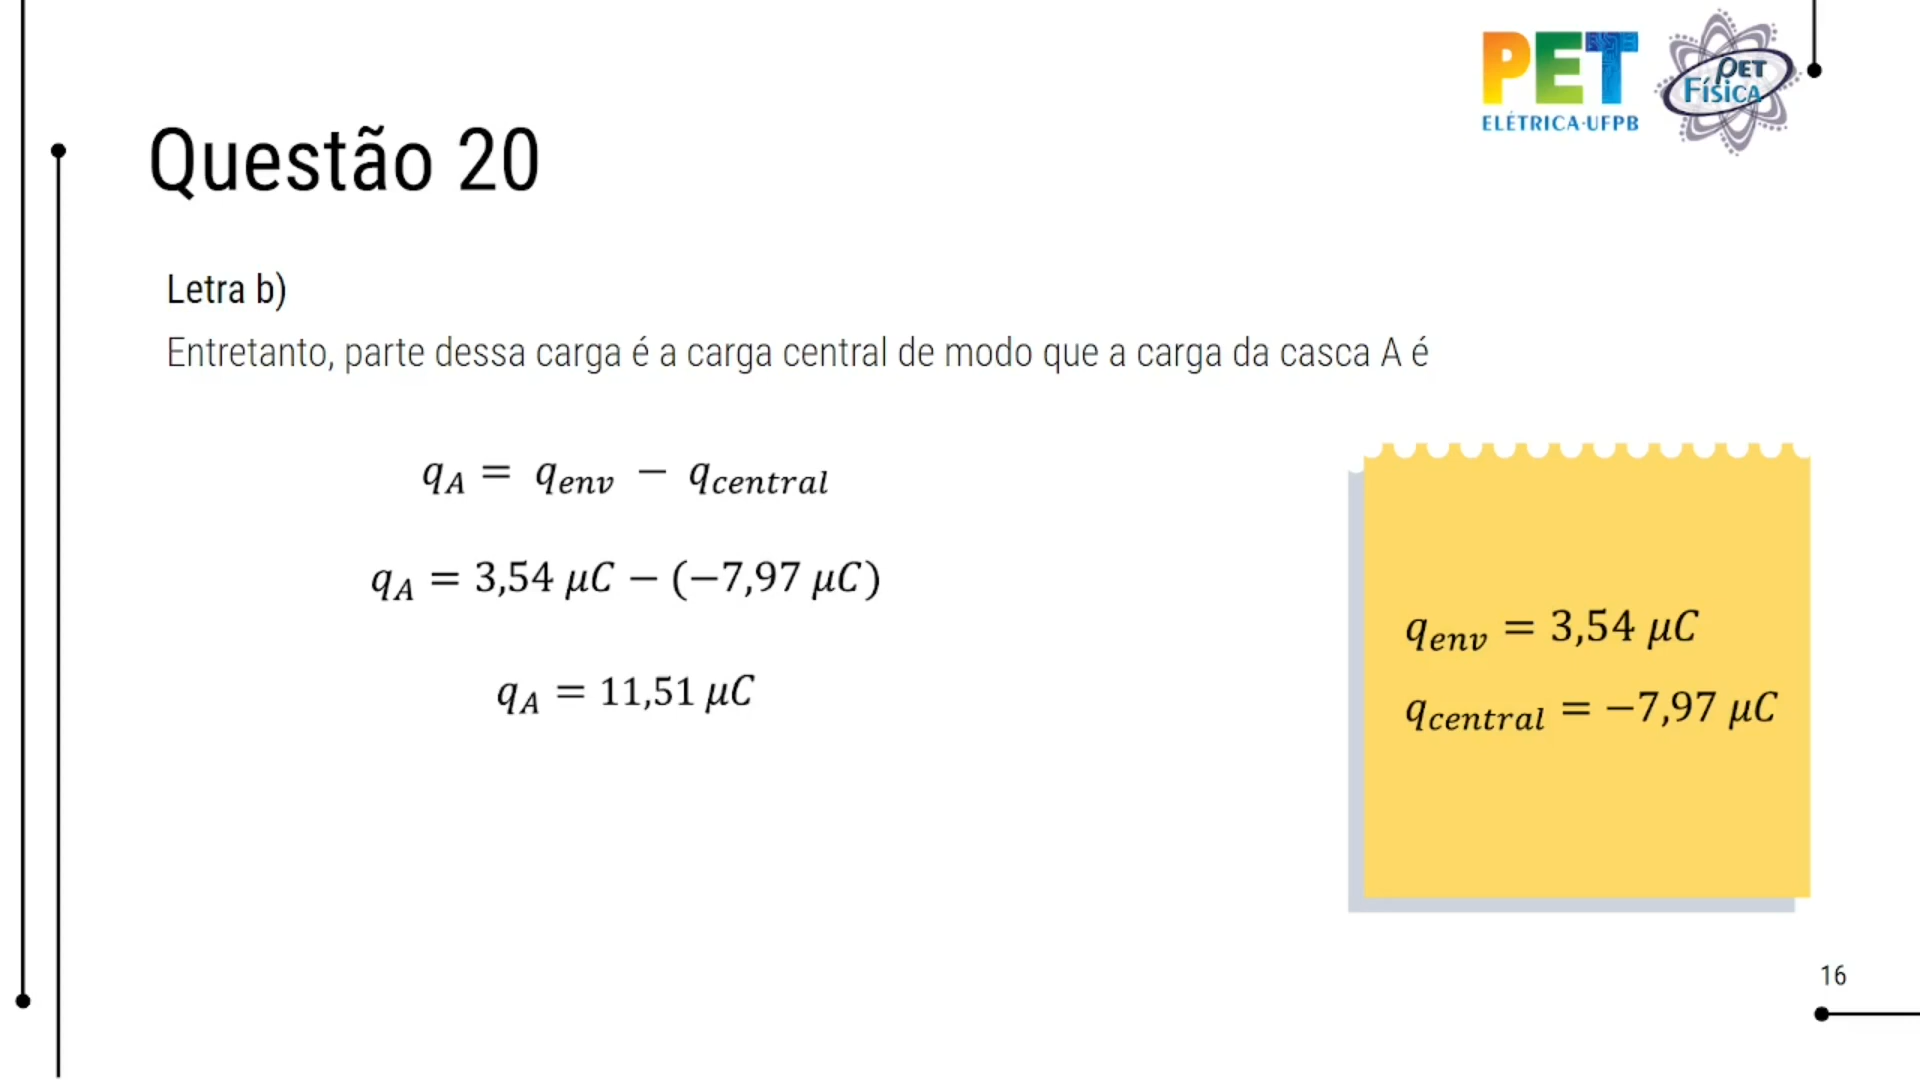 PET
ELÉTRICA·UFPB
PET
FÍSICA
Questão 20
Letra b)
Entretanto, parte dessa carga é a carga central de modo que a carga da casca A é
q_A = q_env − q_central
q_A = 3,54 μC − (−7,97 μC)
q_A = 11,51 μC
q_env = 3,54 μC
q_central = −7,97 μC
16